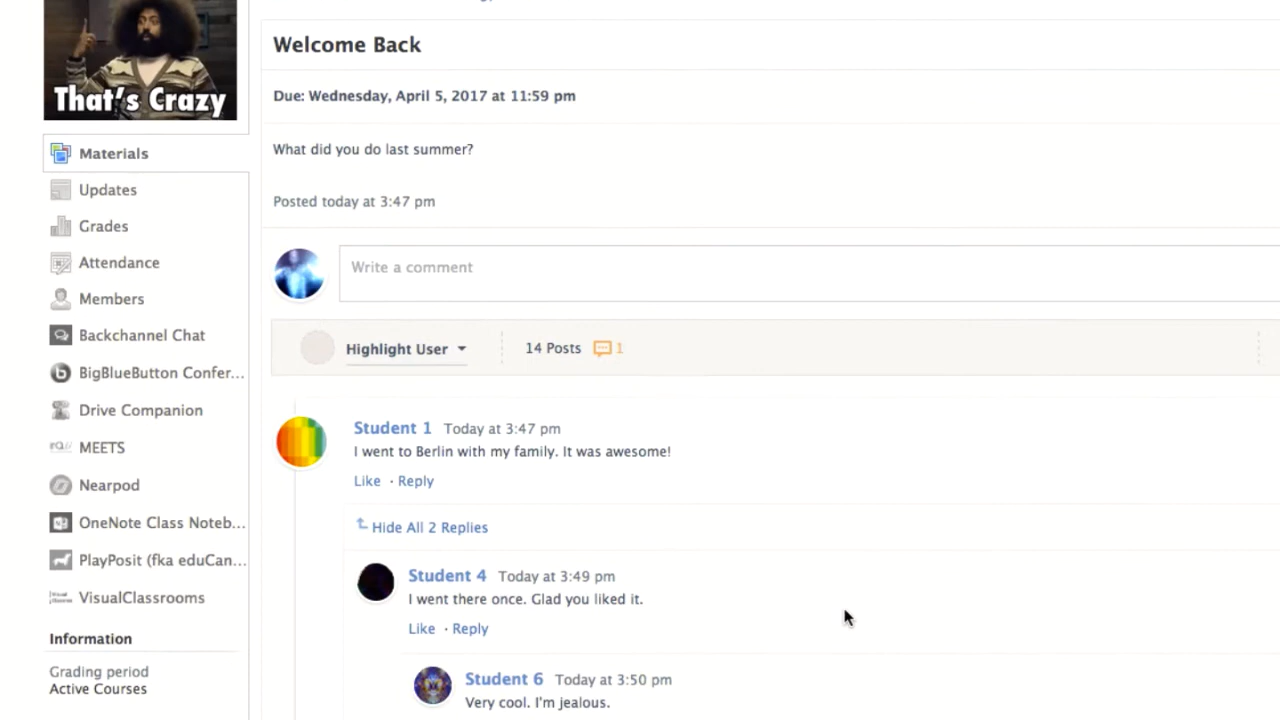 That's Crazy
Materials
Updates
Grades
Attendance
Members
Backchannel Chat
BigBlueButton Confer...
Drive Companion
MEETS
Nearpod
OneNote Class Noteb...
PlayPosit (fka eduCan...
VisualClassrooms
Information
Grading period
Active Courses
Welcome Back
Due: Wednesday, April 5, 2017 at 11:59 pm
What did you do last summer?
Posted today at 3:47 pm
Write a comment
Highlight User 14 Posts 1
Student 1 Today at 3:47 pm
I went to Berlin with my family. It was awesome!
Like · Reply
Hide All 2 Replies
Student 4 Today at 3:49 pm
I went there once. Glad you liked it.
Like · Reply
Student 6 Today at 3:50 pm
Very cool. I'm jealous.